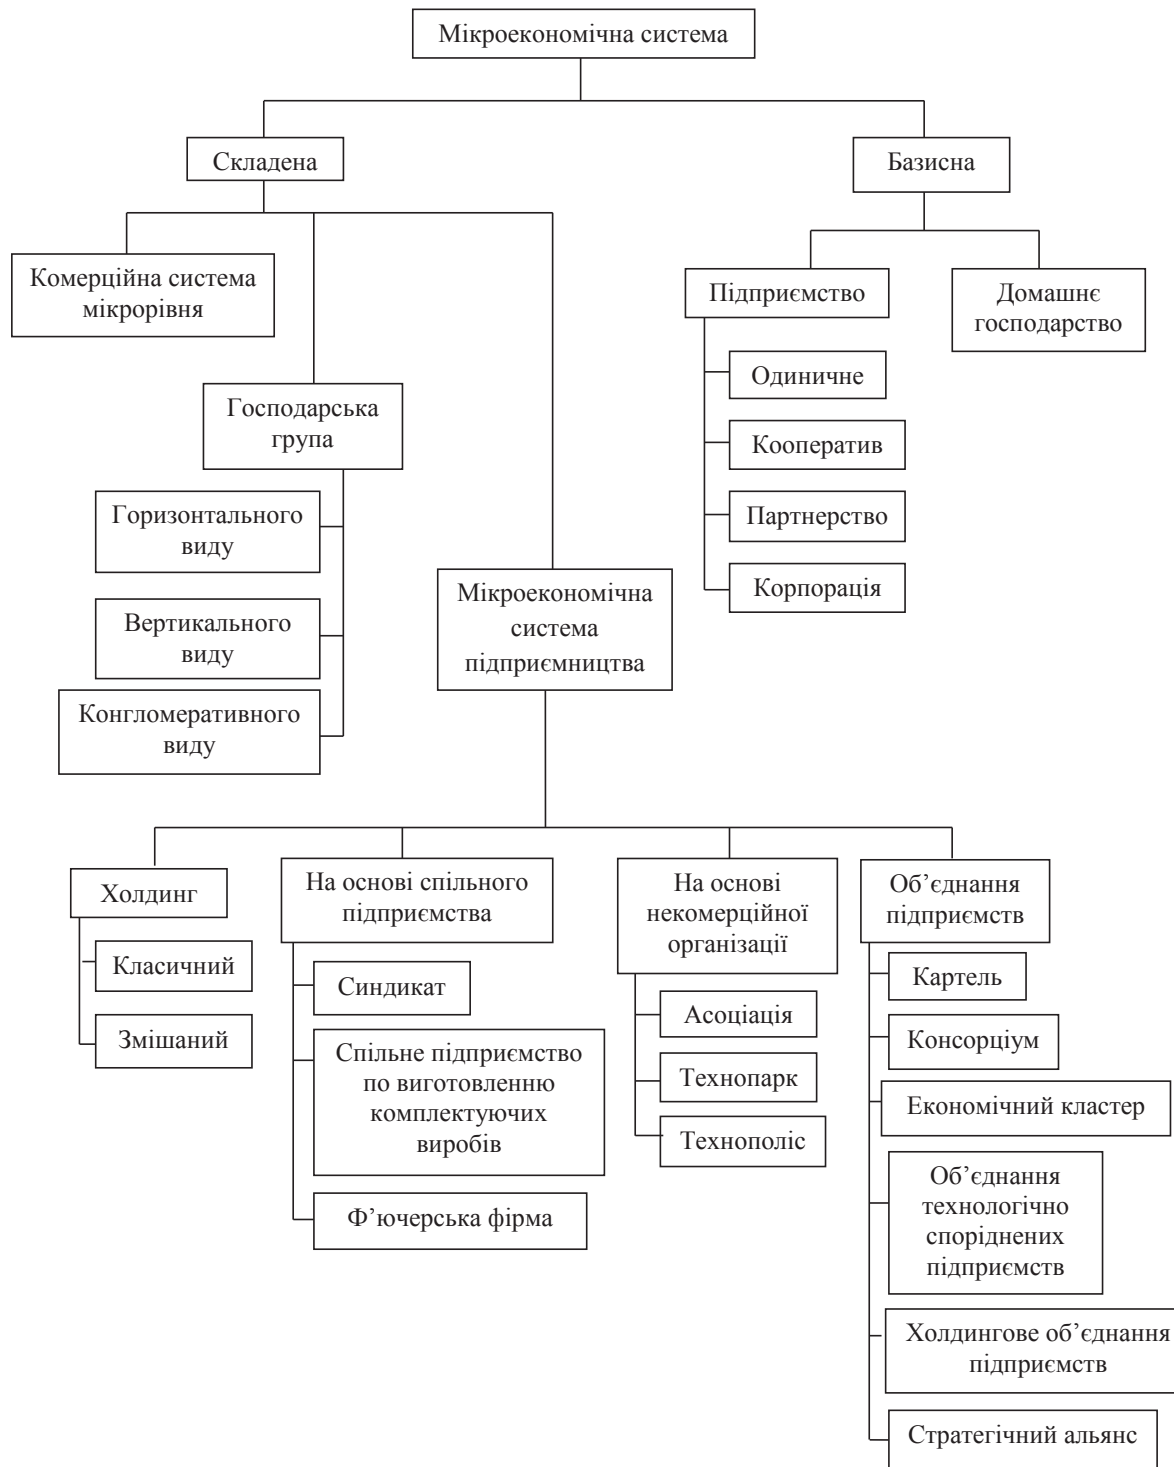 Мікроекономічна система
Складена
Базисна
Комерційна система
мікрорівня
Підприємство
Домашнє
господарство
Одиничне
Кооператив
Партнерство
Корпорація
Господарська
група
Горизонтального
виду
Вертикального
виду
Конгломеративного
виду
Мікроекономічна
система
підприємництва
Холдинг
Класичний
Змішаний
На основі спільного
підприємства
Синдикат
Спільне підприємство
по виготовленню
комплектуючих
виробів
Ф’ючерська фірма
На основі
некомерційної
організації
Асоціація
Технопарк
Технополіс
Об’єднання
підприємств
Картель
Консорціум
Економічний кластер
Об’єднання
технологічно
споріднених
підприємств
Холдингове об’єднання
підприємств
Стратегічний альянс